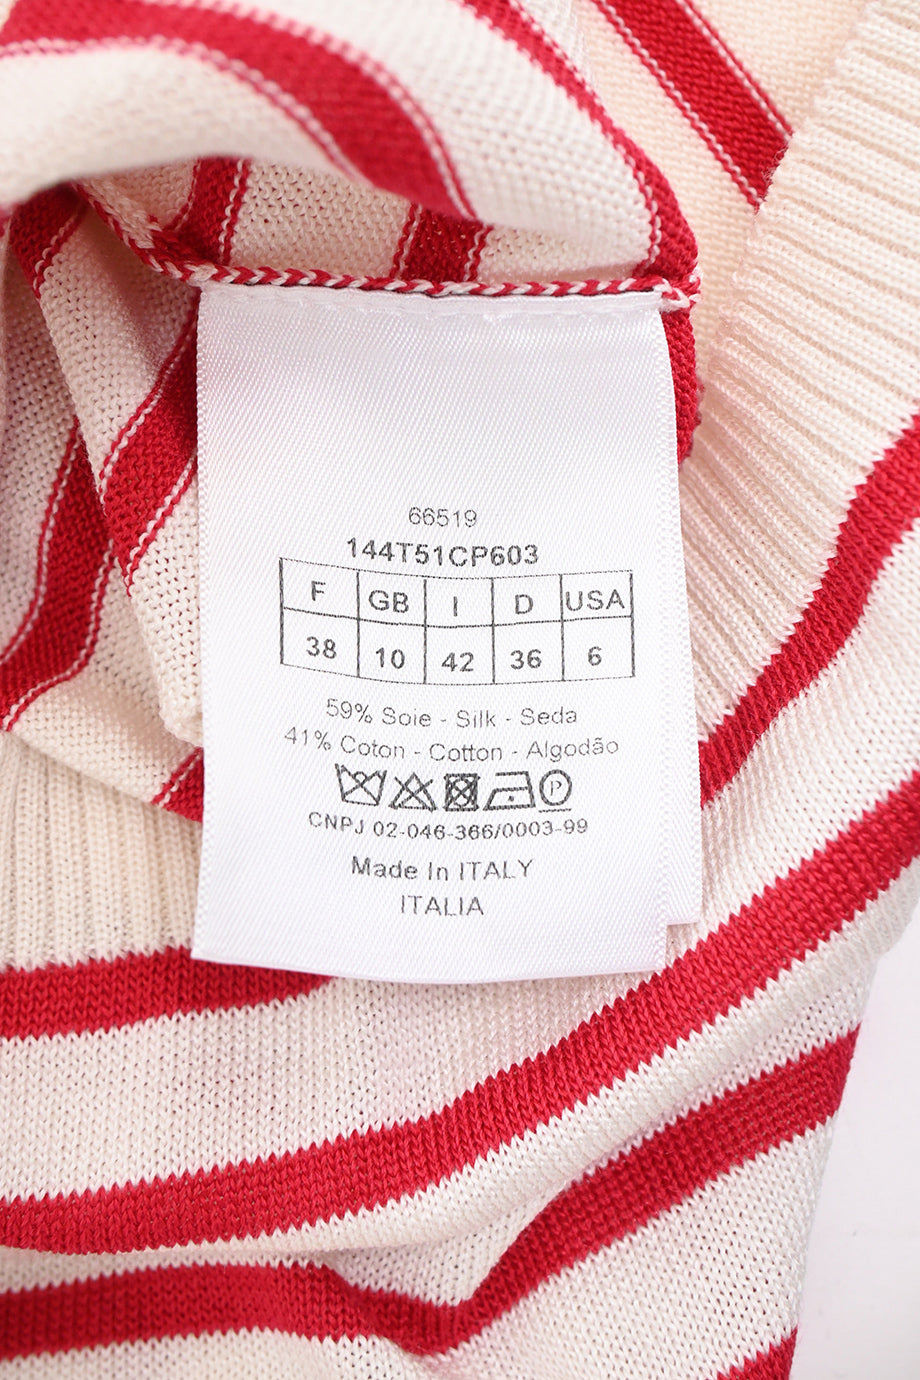 66519
144T51CP603
F GB I D USA
38 10 42 36 6
59% Soie - Silk - Seda
41% Coton - Cotton - Algodão
P
CNPJ 02-046-366/0003-99
Made In ITALY
ITALIA